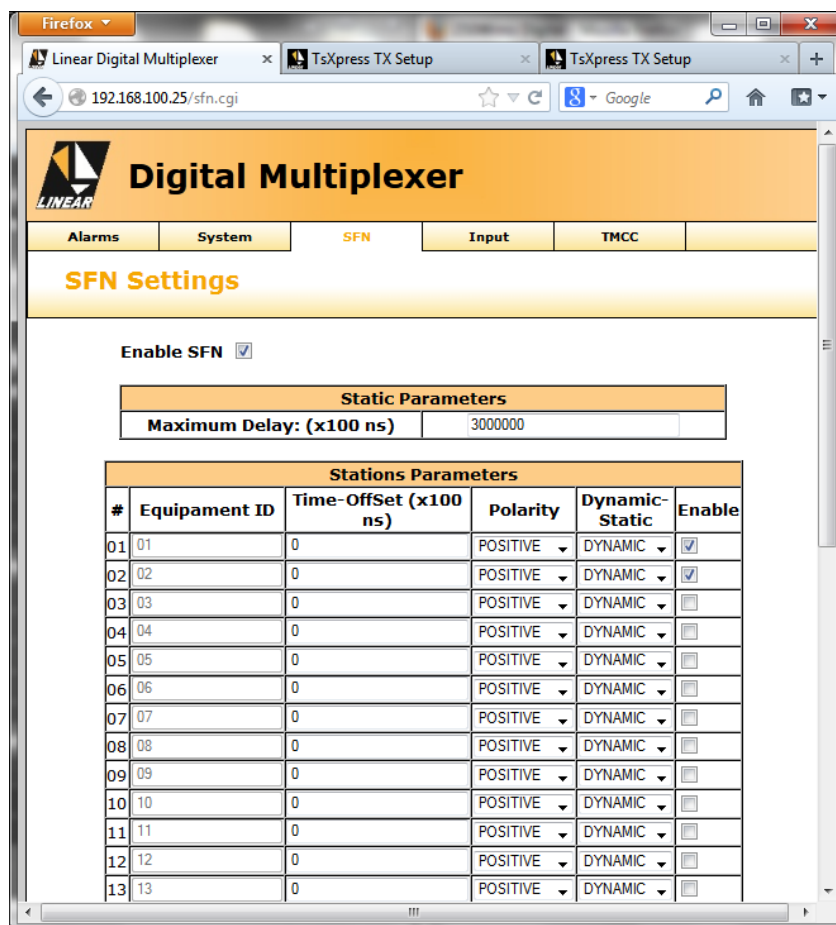 Firefox
Linear Digital Multiplexer × TsXpress TX Setup × TsXpress TX Setup × +
192.168.100.25/sfn.cgi Google
LINEAR
Digital Multiplexer
Alarms System SFN Input TMCC
SFN Settings
Enable SFN
Static Parameters
Maximum Delay: (x100 ns) 3000000
Stations Parameters
# Equipament ID Time-OffSet (x100 ns) Polarity Dynamic-Static Enable
01 01 0 POSITIVE DYNAMIC
02 02 0 POSITIVE DYNAMIC
03 03 0 POSITIVE DYNAMIC
04 04 0 POSITIVE DYNAMIC
05 05 0 POSITIVE DYNAMIC
06 06 0 POSITIVE DYNAMIC
07 07 0 POSITIVE DYNAMIC
08 08 0 POSITIVE DYNAMIC
09 09 0 POSITIVE DYNAMIC
10 10 0 POSITIVE DYNAMIC
11 11 0 POSITIVE DYNAMIC
12 12 0 POSITIVE DYNAMIC
13 13 0 POSITIVE DYNAMIC